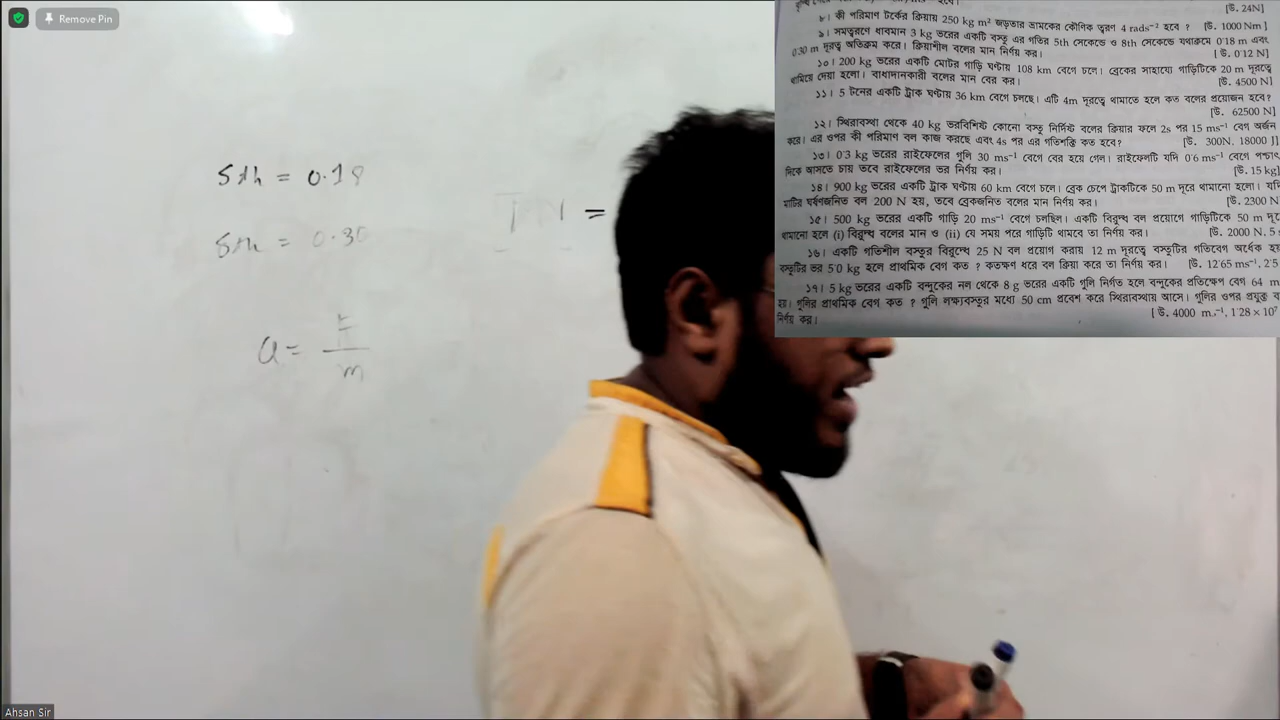 Remove Pin
[উ. 24N]
৮। কী পরিমাণ টর্কের ক্রিয়ায় 250 kg m² জড়তার ভ্রামকের কৌণিক ত্বরণ 4 rads⁻² হবে ? [উ. 1000 Nm]
৯। সমত্বরণে ধাবমান 3 kg ভরের একটি বস্তু এর গতির 5th সেকেন্ডে ও 8th সেকেন্ডে যথাক্রমে 0·18 m এবং
0·30 m দূরত্ব অতিক্রম করে। ক্রিয়াশীল বলের মান নির্ণয় কর। [উ. 0·12 N]
১০। 200 kg ভরের একটি মোটর গাড়ি ঘণ্টায় 108 km বেগে চলে। ব্রেকের সাহায্যে গাড়িটিকে 20 m দূরত্বে
থামিয়ে দেয়া হলো। বাধাদানকারী বলের মান বের কর। [উ. 4500 N]
১১। 5 টনের একটি ট্রাক ঘণ্টায় 36 km বেগে চলছে। এটি 4m দূরত্বে থামাতে হলে কত বলের প্রয়োজন হবে?
[উ. 62500 N]
১২। স্থিরাবস্থা থেকে 40 kg ভরবিশিষ্ট কোনো বস্তু নির্দিষ্ট বলের ক্রিয়ার ফলে 2s পর 15 ms⁻¹ বেগ অর্জন
করে। এর ওপর কী পরিমাণ বল কাজ করছে এবং 4s পর এর গতিশক্তি কত হবে? [উ. 300N, 18000 J]
১৩। 0·3 kg ভরের রাইফেলের গুলি 30 ms⁻¹ বেগে বের হয়ে গেল। রাইফেলটি যদি 0·6 ms⁻¹ বেগে পশ্চাৎ
দিকে আসতে চায় তবে রাইফেলের ভর নির্ণয় কর। [উ. 15 kg]
১৪। 900 kg ভরের একটি ট্রাক ঘণ্টায় 60 km বেগে চলে। ব্রেক চেপে ট্রাকটিকে 50 m দূরে থামানো হলো। যদি
মাটির ঘর্ষণজনিত বল 200 N হয়, তবে ব্রেকজনিত বলের মান নির্ণয় কর। [উ. 2300 N
১৫। 500 kg ভরের একটি গাড়ি 20 ms⁻¹ বেগে চলছিল। একটি বিরুদ্ধ বল প্রয়োগে গাড়িটিকে 50 m দূ
থামানো হলে (i) বিরুদ্ধ বলের মান ও (ii) যে সময় পরে গাড়িটি থামবে তা নির্ণয় কর। [উ. 2000 N, 5
১৬। একটি গতিশীল বস্তুর বিরুদ্ধে 25 N বল প্রয়োগ করায় 12 m দূরত্বে বস্তুটির গতিবেগ অর্ধেক হ
বস্তুটির ভর 5·0 kg হলে প্রাথমিক বেগ কত ? কতক্ষণ ধরে বল ক্রিয়া করে তা নির্ণয় কর। [উ. 12·65 ms⁻¹, 2·5
১৭। 5 kg ভরের একটি বন্দুকের নল থেকে 8 g ভরের একটি গুলি নির্গত হলে বন্দুকের প্রতিক্ষেপ বেগ 64 m
হয়। গুলির প্রাথমিক বেগ কত ? গুলি লক্ষ্যবস্তুর মধ্যে 50 cm প্রবেশ করে স্থিরাবস্থায় আসে। গুলির ওপর প্রযুক্ত
নির্ণয় কর। [উ. 4000 m.⁻¹, 1·28 × 10⁷
5th = 0.18
8th = 0.30
a = F/m
Ahsan Sir